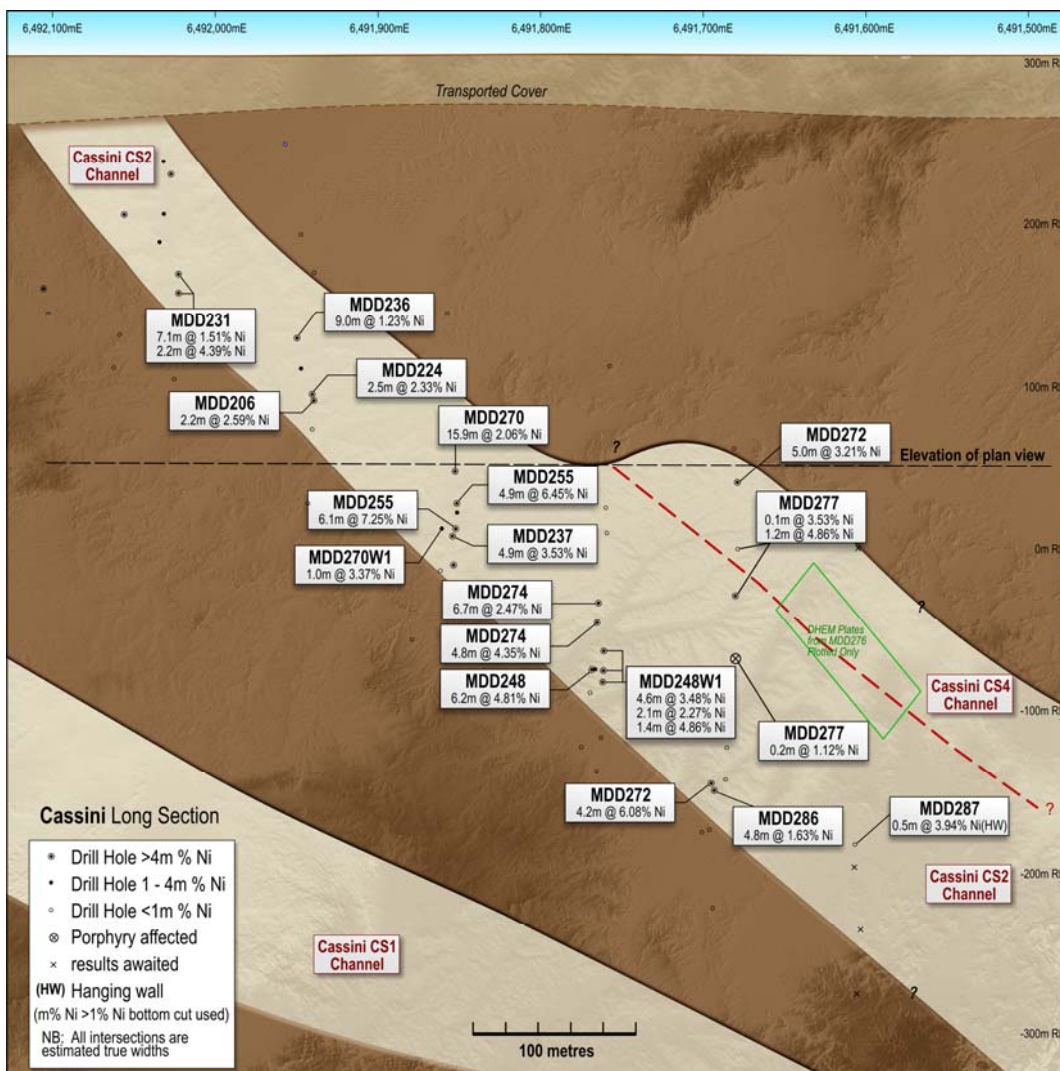 6,492,100mE 6,492,000mE 6,491,900mE 6,491,800mE 6,491,700mE 6,491,600mE 6,491,500mE
300m R
Transported Cover
Cassini CS2
Channel
200m R
MDD231
7.1m @ 1.51% Ni
2.2m @ 4.39% Ni
MDD236
9.0m @ 1.23% Ni
MDD224
2.5m @ 2.33% Ni
100m R
MDD206
2.2m @ 2.59% Ni
MDD270
15.9m @ 2.06% Ni
?
MDD272
5.0m @ 3.21% Ni
Elevation of plan view
MDD255
4.9m @ 6.45% Ni
MDD255
6.1m @ 7.25% Ni
MDD277
0.1m @ 3.53% Ni
1.2m @ 4.86% Ni
MDD237
4.9m @ 3.53% Ni
MDD270W1
1.0m @ 3.37% Ni
0m R
MDD274
6.7m @ 2.47% Ni
?
DHEM Plates
from MDD276
Plotted Only
MDD274
4.8m @ 4.35% Ni
MDD248
6.2m @ 4.81% Ni
MDD248W1
4.6m @ 3.48% Ni
2.1m @ 2.27% Ni
1.4m @ 4.86% Ni
Cassini CS4
Channel
-100m R
MDD277
0.2m @ 1.12% Ni
MDD272
4.2m @ 6.08% Ni
MDD286
4.8m @ 1.63% Ni
MDD287
0.5m @ 3.94% Ni(HW)
?
Cassini CS2
Channel
-200m R
Cassini CS1
Channel
?
-300m R
Cassini Long Section
Drill Hole >4m % Ni
Drill Hole 1 - 4m % Ni
Drill Hole <1m % Ni
Porphyry affected
results awaited
(HW) Hanging wall
(m% Ni >1% Ni bottom cut used)
NB: All intersections are
estimated true widths
100 metres